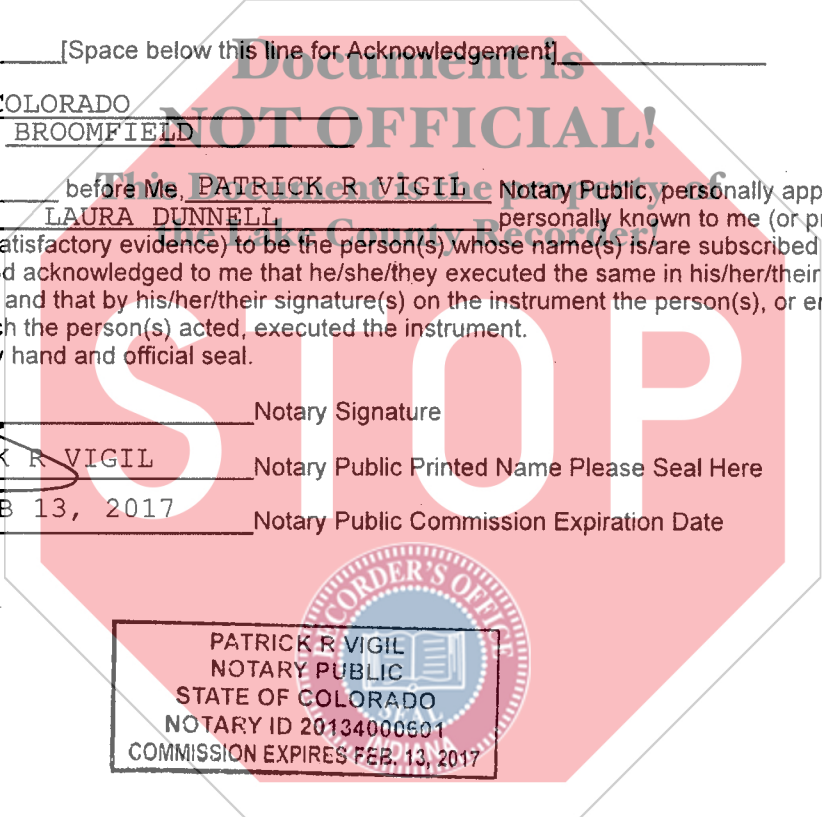 [Space below this line for Acknowledgement]
Document is
COLORADO
BROOMFIELD
NOT OFFICIAL!
before Me, PATRICK R VIGIL Notary Public, personally app
This Document is the property of
LAURA DUNNELL personally known to me (or pr
the Lake County Recorder!
atisfactory evidence) to be the person(s) whose name(s) is/are subscribed
d acknowledged to me that he/she/they executed the same in his/her/their
and that by his/her/their signature(s) on the instrument the person(s), or en
h the person(s) acted, executed the instrument.
hand and official seal.
STOP
Notary Signature
K R VIGIL Notary Public Printed Name Please Seal Here
B 13, 2017 Notary Public Commission Expiration Date
RECORDER'S OFFICE
PATRICK R VIGIL
NOTARY PUBLIC
STATE OF COLORADO
NOTARY ID 20134000601
COMMISSION EXPIRES FEB. 13, 2017
SEAL
INDIANA